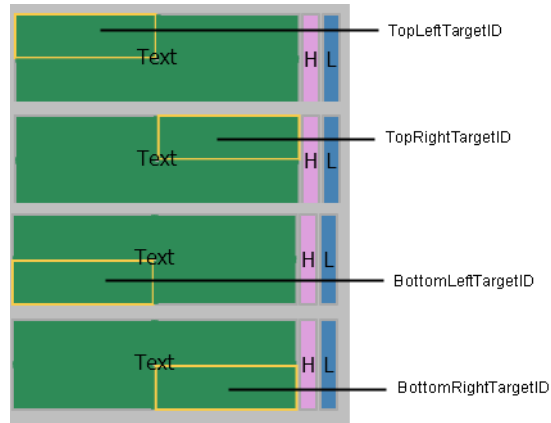 TopLeftTargetID
Text H L
TopRightTargetID
Text H L
Text H L
BottomLeftTargetID
Text H L
BottomRightTargetID